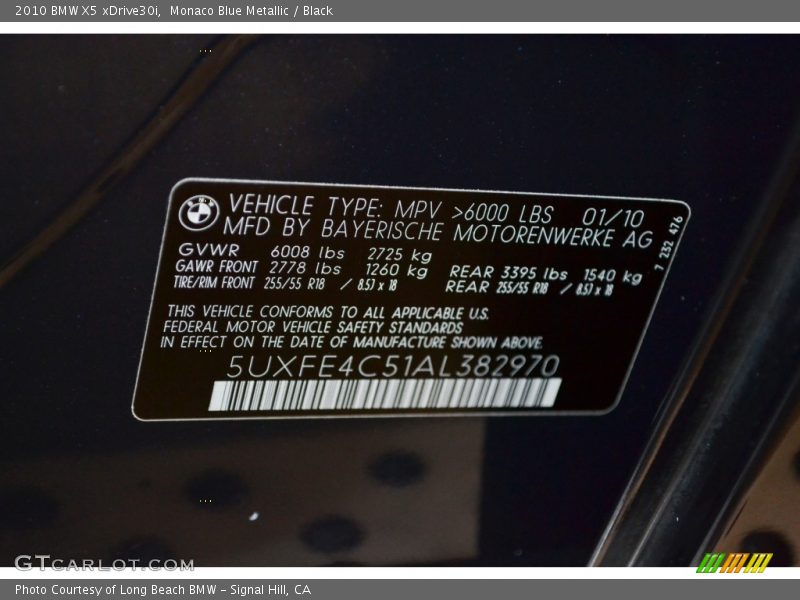 2010 BMW X5 xDrive30i, Monaco Blue Metallic / Black
VEHICLE TYPE: MPV >6000 LBS 01/10
MFD BY BAYERISCHE MOTORENWERKE AG
7 232 476
GVWR 6008 lbs 2725 kg
GAWR FRONT 2778 lbs 1260 kg REAR 3395 lbs 1540 kg
TIRE/RIM FRONT 255/55 R18 / 8.5J x 18 REAR 255/55 R18 / 8.5J x 18
THIS VEHICLE CONFORMS TO ALL APPLICABLE U.S.
FEDERAL MOTOR VEHICLE SAFETY STANDARDS
IN EFFECT ON THE DATE OF MANUFACTURE SHOWN ABOVE.
5UXFE4C51AL382970
GTCARLOT.COM
Photo Courtesy of Long Beach BMW - Signal Hill, CA